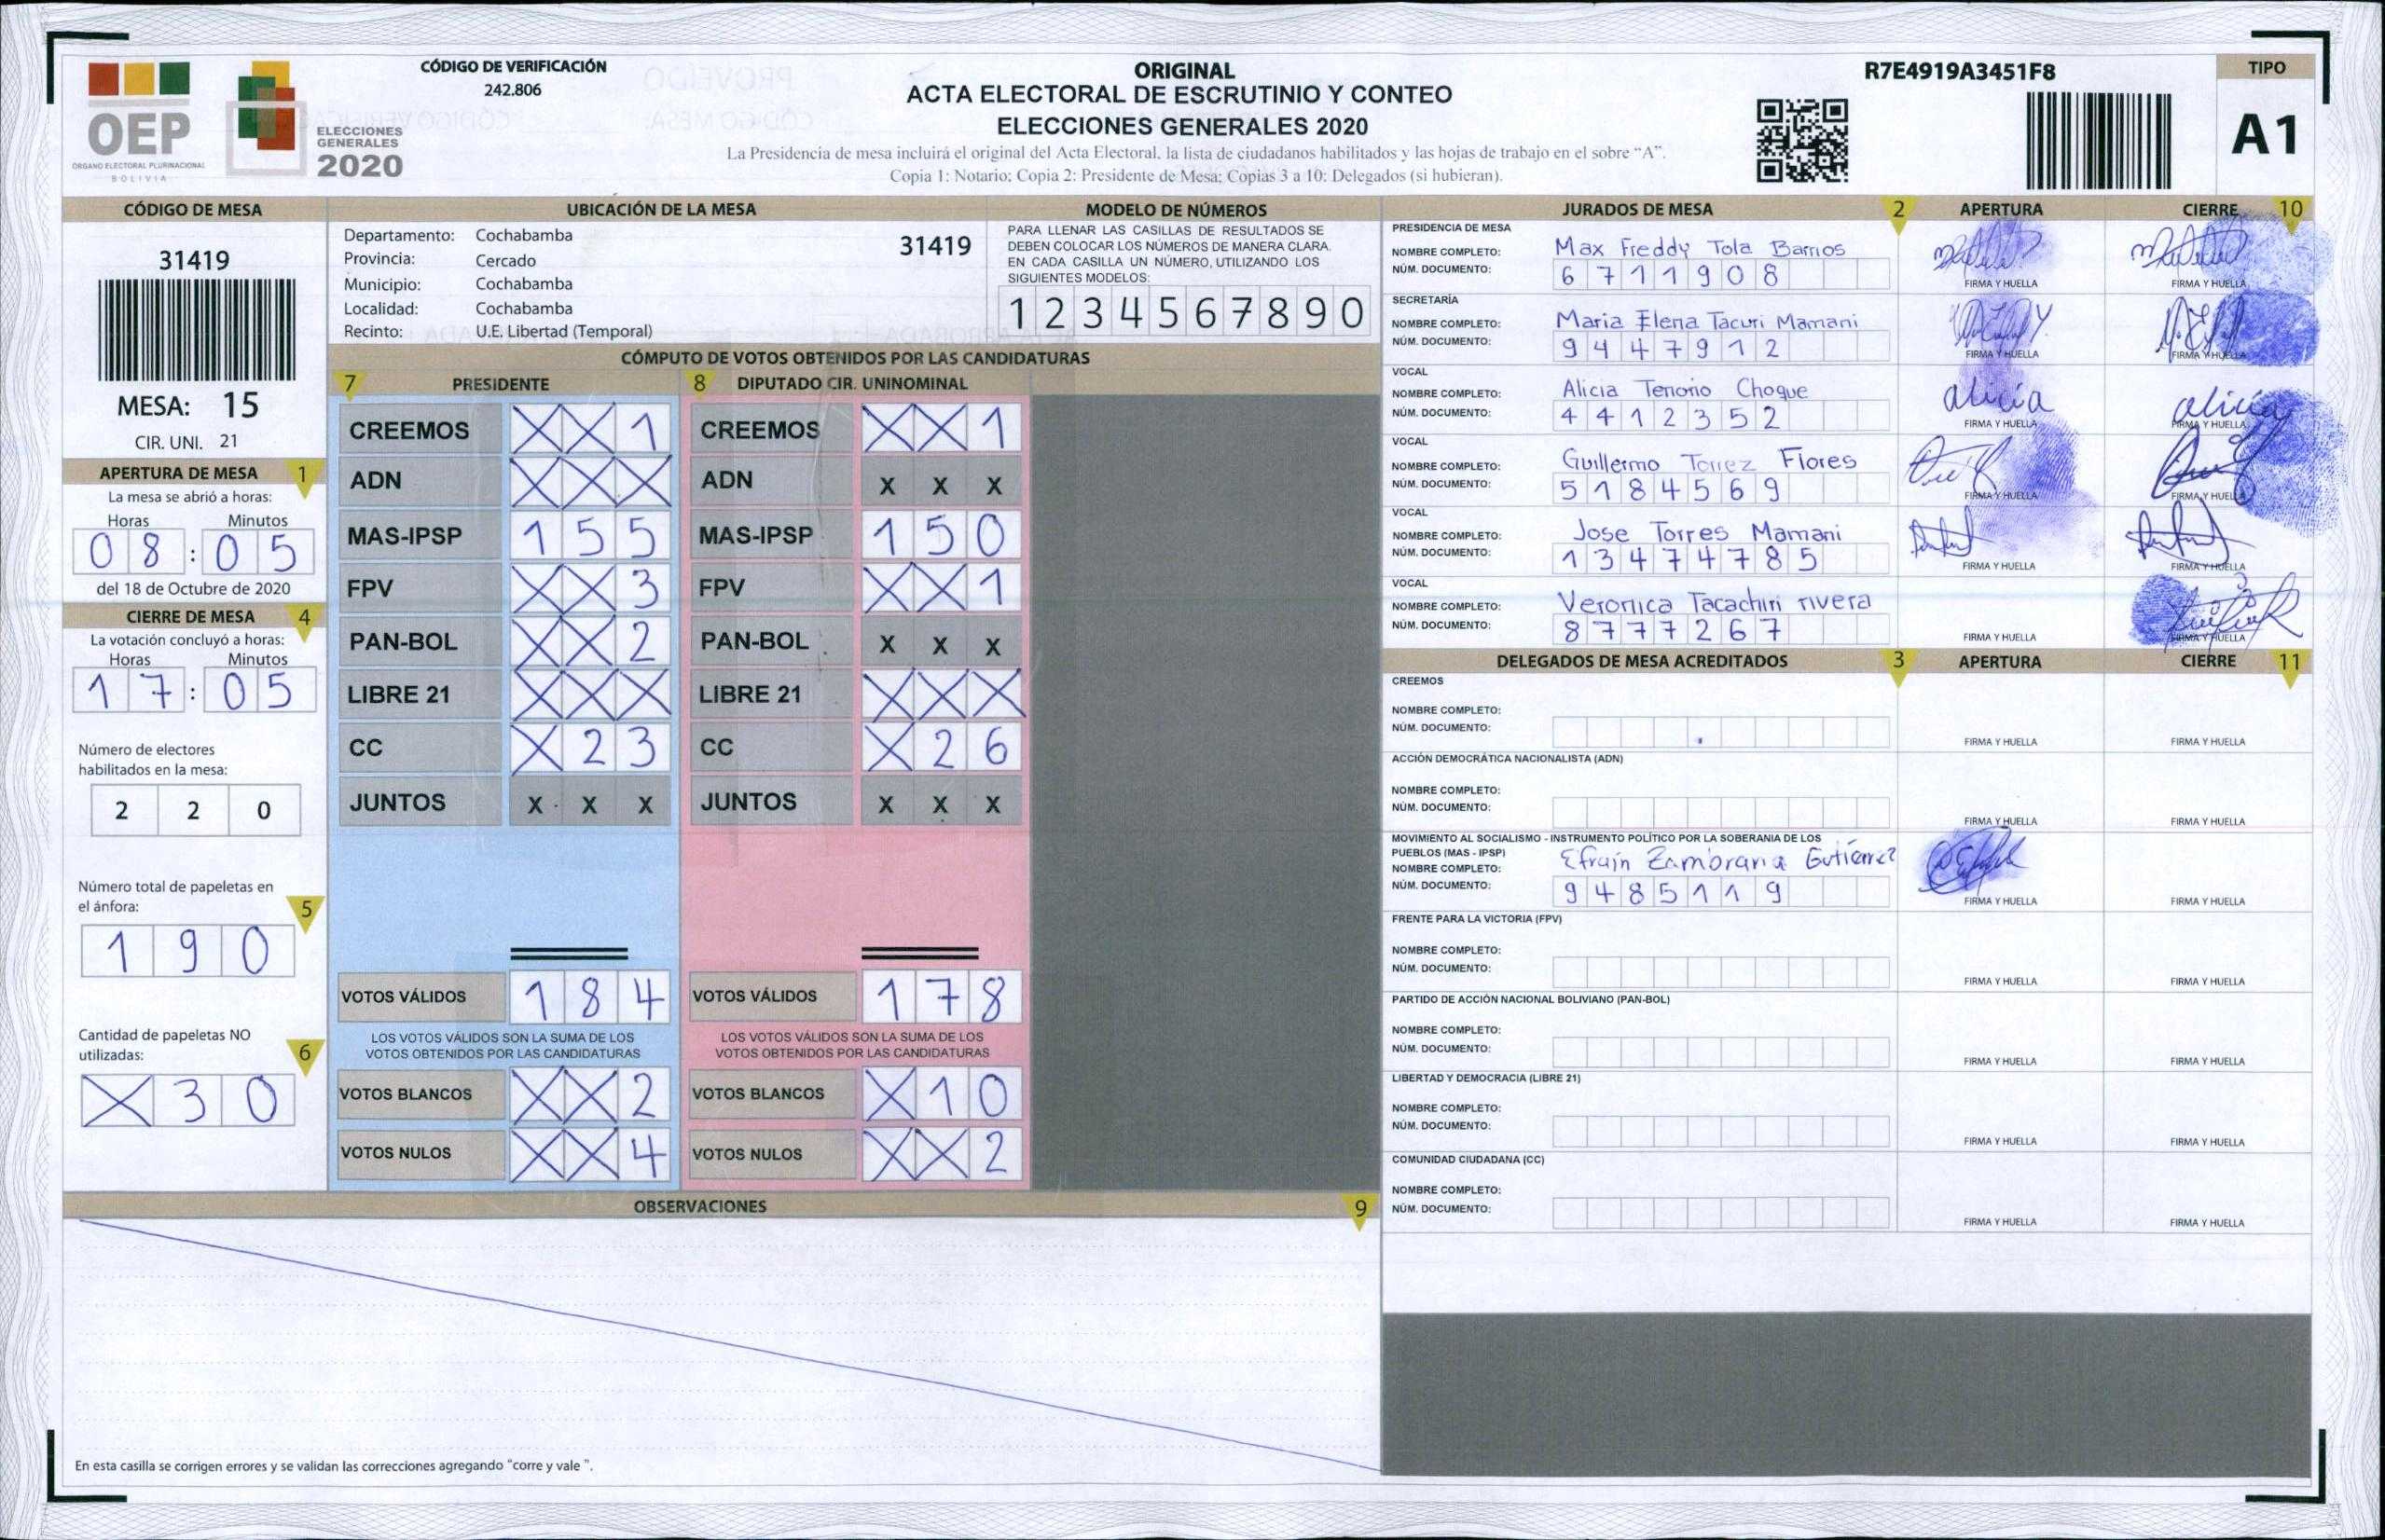 CÓDIGO DE VERIFICACIÓN
242.806
OEP
ÓRGANO ELECTORAL PLURINACIONAL
BOLIVIA
ELECCIONES
GENERALES
2020
ORIGINAL
ACTA ELECTORAL DE ESCRUTINIO Y CONTEO
ELECCIONES GENERALES 2020
La Presidencia de mesa incluirá el original del Acta Electoral, la lista de ciudadanos habilitados y las hojas de trabajo en el sobre “A”.
Copia 1: Notario; Copia 2: Presidente de Mesa; Copias 3 a 10: Delegados (si hubieran).
R7E4919A3451F8
TIPO
A1
CÓDIGO DE MESA
31419
MESA: 15
CIR. UNI. 21
APERTURA DE MESA 1
La mesa se abrió a horas:
Horas Minutos
08:05
del 18 de Octubre de 2020
CIERRE DE MESA 4
La votación concluyó a horas:
Horas Minutos
17:05
Número de electores
habilitados en la mesa:
2 2 0
Número total de papeletas en
el ánfora: 5
1 9 0
Cantidad de papeletas NO
utilizadas: 6
X 3 0
UBICACIÓN DE LA MESA
Departamento: Cochabamba 31419
Provincia: Cercado
Municipio: Cochabamba
Localidad: Cochabamba
Recinto: U.E. Libertad (Temporal)
MODELO DE NÚMEROS
PARA LLENAR LAS CASILLAS DE RESULTADOS SE
DEBEN COLOCAR LOS NÚMEROS DE MANERA CLARA.
EN CADA CASILLA UN NÚMERO, UTILIZANDO LOS
SIGUIENTES MODELOS:
1 2 3 4 5 6 7 8 9 0
CÓMPUTO DE VOTOS OBTENIDOS POR LAS CANDIDATURAS
7 PRESIDENTE 8 DIPUTADO CIR. UNINOMINAL
CREEMOS X X 1 CREEMOS X X 1
ADN X X X ADN X X X
MAS-IPSP 1 5 5 MAS-IPSP 1 5 0
FPV X X 3 FPV X X 1
PAN-BOL X X 2 PAN-BOL X X X
LIBRE 21 X X X LIBRE 21 X X X
CC X 2 3 CC X 2 6
JUNTOS X X X JUNTOS X X X
VOTOS VÁLIDOS 1 8 4 VOTOS VÁLIDOS 1 7 8
LOS VOTOS VÁLIDOS SON LA SUMA DE LOS LOS VOTOS VÁLIDOS SON LA SUMA DE LOS
VOTOS OBTENIDOS POR LAS CANDIDATURAS VOTOS OBTENIDOS POR LAS CANDIDATURAS
VOTOS BLANCOS X X 2 VOTOS BLANCOS X 1 0
VOTOS NULOS X X 4 VOTOS NULOS X X 2
OBSERVACIONES 9
En esta casilla se corrigen errores y se validan las correcciones agregando “corre y vale ”.
JURADOS DE MESA 2 APERTURA CIERRE 10
PRESIDENCIA DE MESA
NOMBRE COMPLETO: Max Freddy Tola Barrios
NÚM. DOCUMENTO: 6711908
FIRMA Y HUELLA FIRMA Y HUELLA
SECRETARÍA
NOMBRE COMPLETO: Maria Elena Tacuri Mamani
NÚM. DOCUMENTO: 9447912
FIRMA Y HUELLA FIRMA Y HUELLA
VOCAL
NOMBRE COMPLETO: Alicia Tenorio Choque alicia alicia
NÚM. DOCUMENTO: 4412352
FIRMA Y HUELLA FIRMA Y HUELLA
VOCAL
NOMBRE COMPLETO: Guillermo Torrez Flores
NÚM. DOCUMENTO: 5184569
FIRMA Y HUELLA FIRMA Y HUELLA
VOCAL
NOMBRE COMPLETO: Jose Torres Mamani
NÚM. DOCUMENTO: 13474785
FIRMA Y HUELLA FIRMA Y HUELLA
VOCAL
NOMBRE COMPLETO: Veronica Tacachiri rivera
NÚM. DOCUMENTO: 8777267
FIRMA Y HUELLA FIRMA Y HUELLA
DELEGADOS DE MESA ACREDITADOS 3 APERTURA CIERRE 11
CREEMOS
NOMBRE COMPLETO:
NÚM. DOCUMENTO:
FIRMA Y HUELLA FIRMA Y HUELLA
ACCIÓN DEMOCRÁTICA NACIONALISTA (ADN)
NOMBRE COMPLETO:
NÚM. DOCUMENTO:
FIRMA Y HUELLA FIRMA Y HUELLA
MOVIMIENTO AL SOCIALISMO - INSTRUMENTO POLÍTICO POR LA SOBERANIA DE LOS
PUEBLOS (MAS - IPSP)
NOMBRE COMPLETO: Efrain Zambrana Gutierrez
NÚM. DOCUMENTO: 9485119
FIRMA Y HUELLA FIRMA Y HUELLA
FRENTE PARA LA VICTORIA (FPV)
NOMBRE COMPLETO:
NÚM. DOCUMENTO:
FIRMA Y HUELLA FIRMA Y HUELLA
PARTIDO DE ACCIÓN NACIONAL BOLIVIANO (PAN-BOL)
NOMBRE COMPLETO:
NÚM. DOCUMENTO:
FIRMA Y HUELLA FIRMA Y HUELLA
LIBERTAD Y DEMOCRACIA (LIBRE 21)
NOMBRE COMPLETO:
NÚM. DOCUMENTO:
FIRMA Y HUELLA FIRMA Y HUELLA
COMUNIDAD CIUDADANA (CC)
NOMBRE COMPLETO:
NÚM. DOCUMENTO:
FIRMA Y HUELLA FIRMA Y HUELLA